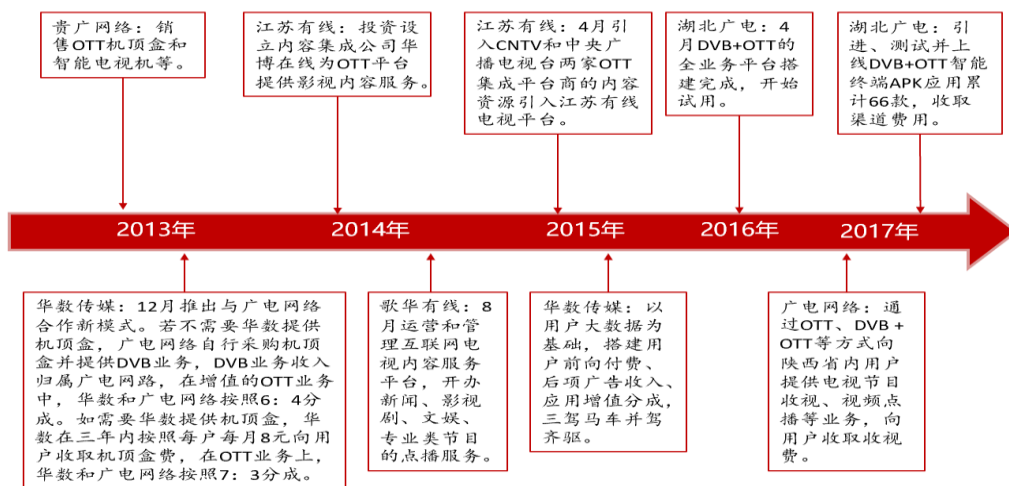 贵广网络：销
售OTT机顶盒和
智能电视机等。
江苏有线：投资设
立内容集成公司华
博在线为OTT平台
提供影视内容服务。
江苏有线：4月引
入CNTV和中央广
播电视台两家OTT
集成平台商的内容
资源引入江苏有线
电视平台。
湖北广电：4
月DVB+OTT的
全业务平台搭
建完成，开始
试用。
湖北广电：引
进、测试并上
线DVB+OTT智能
终端APK应用累
计66款，收取
渠道费用。
2013年
2014年
2015年
2016年
2017年
华数传媒：12月推出与广电网络
合作新模式。若不需要华数提供
机顶盒，广电网络自行采购机顶
盒并提供DVB业务，DVB业务收入
归属广电网路，在增值的OTT业务
中，华数和广电网络按照6：4分
成。如需要华数提供机顶盒，华
数在三年内按照每户每月8元向用
户收取机顶盒费，在OTT业务上，
华数和广电网络按照7：3分成。
歌华有线：8
月运营和管
理互联网电
视内容服务
平台，开办
新闻、影视
剧、文娱、
专业类节目
的点播服务。
华数传媒：以
用户大数据为
基础，搭建用
户前向付费、
后项广告收入、
应用增值分成，
三驾马车并驾
齐驱。
广电网络：通
过OTT、DVB +
OTT等方式向
陕西省内用户
提供电视节目
收视、视频点
播等业务，向
用户收取收视
费。